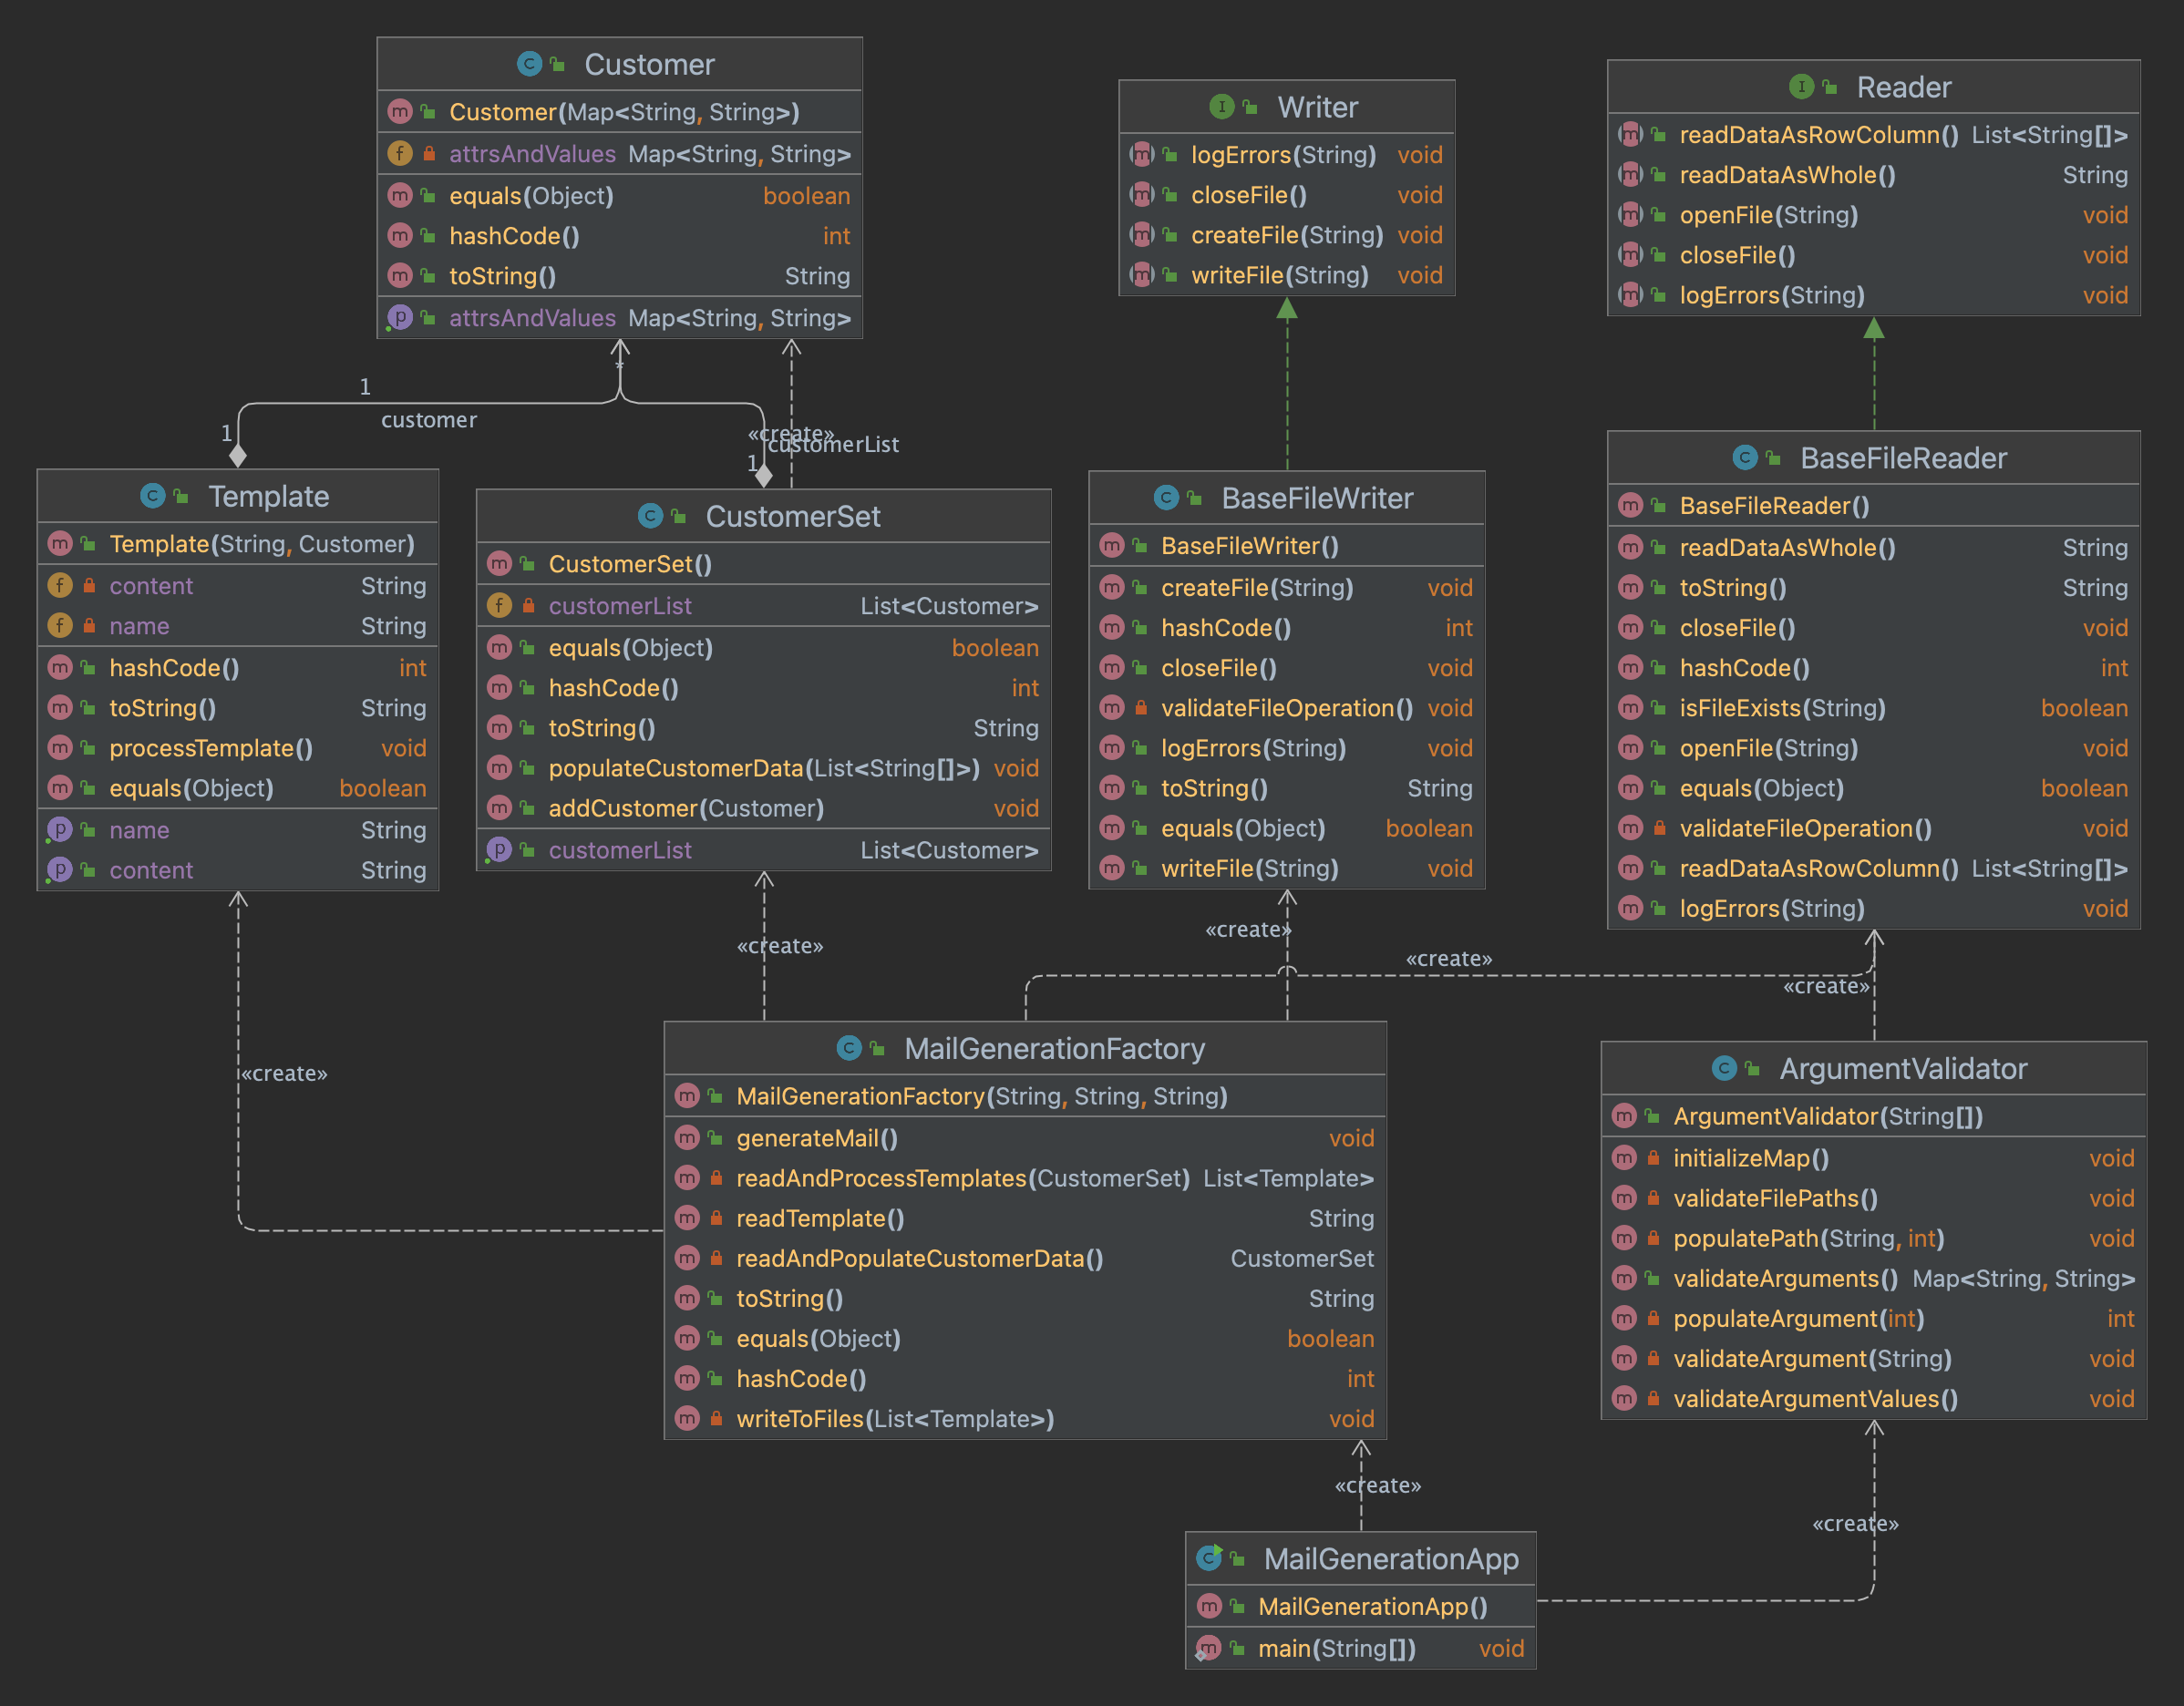 Customer
Customer(Map<String, String>)
attrsAndValues Map<String, String>
equals(Object) boolean
hashCode() int
toString() String
attrsAndValues Map<String, String>
Writer
logErrors(String) void
closeFile() void
createFile(String) void
writeFile(String) void
Reader
readDataAsRowColumn() List<String[]>
readDataAsWhole() String
openFile(String) void
closeFile() void
logErrors(String) void
*
1
customer
1
«create»
customerList
1
Template
Template(String, Customer)
content String
name String
hashCode() int
toString() String
processTemplate() void
equals(Object) boolean
name String
content String
CustomerSet
CustomerSet()
customerList List<Customer>
equals(Object) boolean
hashCode() int
toString() String
populateCustomerData(List<String[]>) void
addCustomer(Customer) void
customerList List<Customer>
BaseFileWriter
BaseFileWriter()
createFile(String) void
hashCode() int
closeFile() void
validateFileOperation() void
logErrors(String) void
toString() String
equals(Object) boolean
writeFile(String) void
BaseFileReader
BaseFileReader()
readDataAsWhole() String
toString() String
closeFile() void
hashCode() int
isFileExists(String) boolean
openFile(String) void
equals(Object) boolean
validateFileOperation() void
readDataAsRowColumn() List<String[]>
logErrors(String) void
«create»
«create»
«create»
«create»
«create»
MailGenerationFactory
MailGenerationFactory(String, String, String)
generateMail() void
readAndProcessTemplates(CustomerSet) List<Template>
readTemplate() String
readAndPopulateCustomerData() CustomerSet
toString() String
equals(Object) boolean
hashCode() int
writeToFiles(List<Template>) void
ArgumentValidator
ArgumentValidator(String[])
initializeMap() void
validateFilePaths() void
populatePath(String, int) void
validateArguments() Map<String, String>
populateArgument(int) int
validateArgument(String) void
validateArgumentValues() void
«create»
«create»
MailGenerationApp
MailGenerationApp()
main(String[]) void